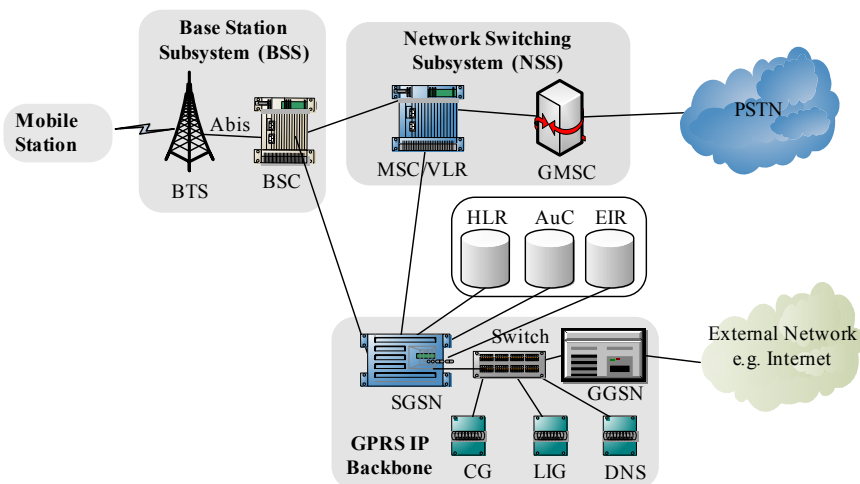 Base Station
Subsystem (BSS)
Network Switching
Subsystem (NSS)
Mobile
Station
Abis
BTS
BSC
MSC/VLR
GMSC
PSTN
HLR
AuC
EIR
Switch
SGSN
GGSN
External Network
e.g. Internet
GPRS IP
Backbone
CG
LIG
DNS